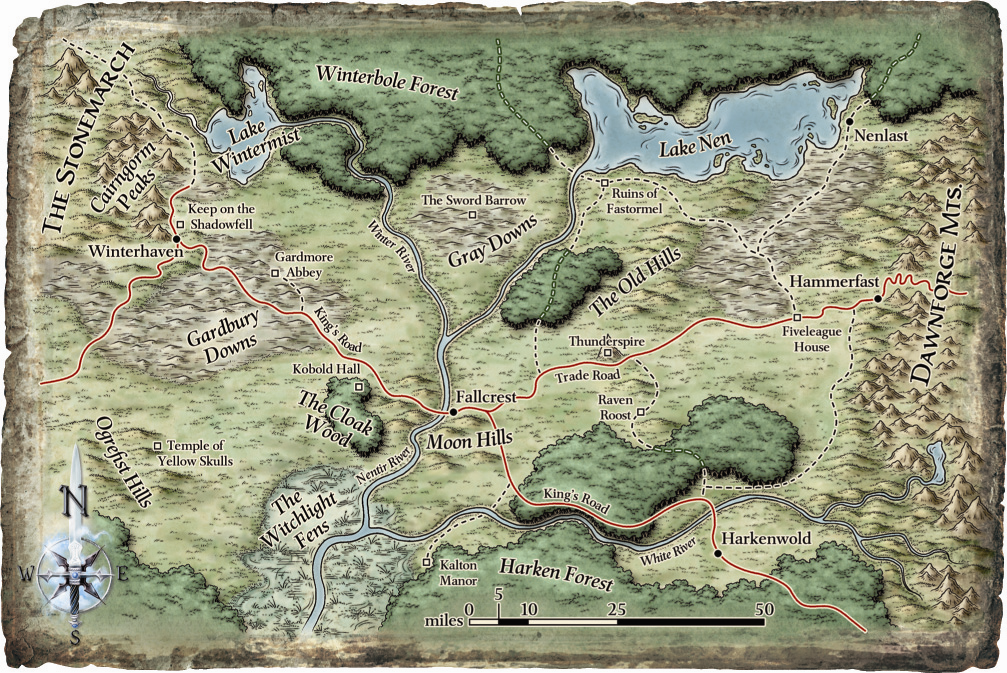 THE STONEMARCH
Cairngorm
Peaks
Winterbole Forest
Lake
Wintermist
Lake Nen
Nenlast
Keep on the
Shadowfell
Winterhaven
The Sword Barrow
Ruins of
Fastormel
Gray Downs
Winter River
Gardmore
Abbey
The Old Hills
Hammerfast
DAWNFORGE MTS.
Gardbury
Downs
King's Road
Fiveleague
House
Thunderspire
Trade Road
Kobold Hall
The Cloak
Wood
Fallcrest
Raven
Roost
Moon Hills
Ogrefist Hills
Temple of
Yellow Skulls
Nentir River
The
Witchlight
Fens
King's Road
White River
Harkenwold
Kalton
Manor
Harken Forest
N
W
E
S
miles
0
5
10
25
50